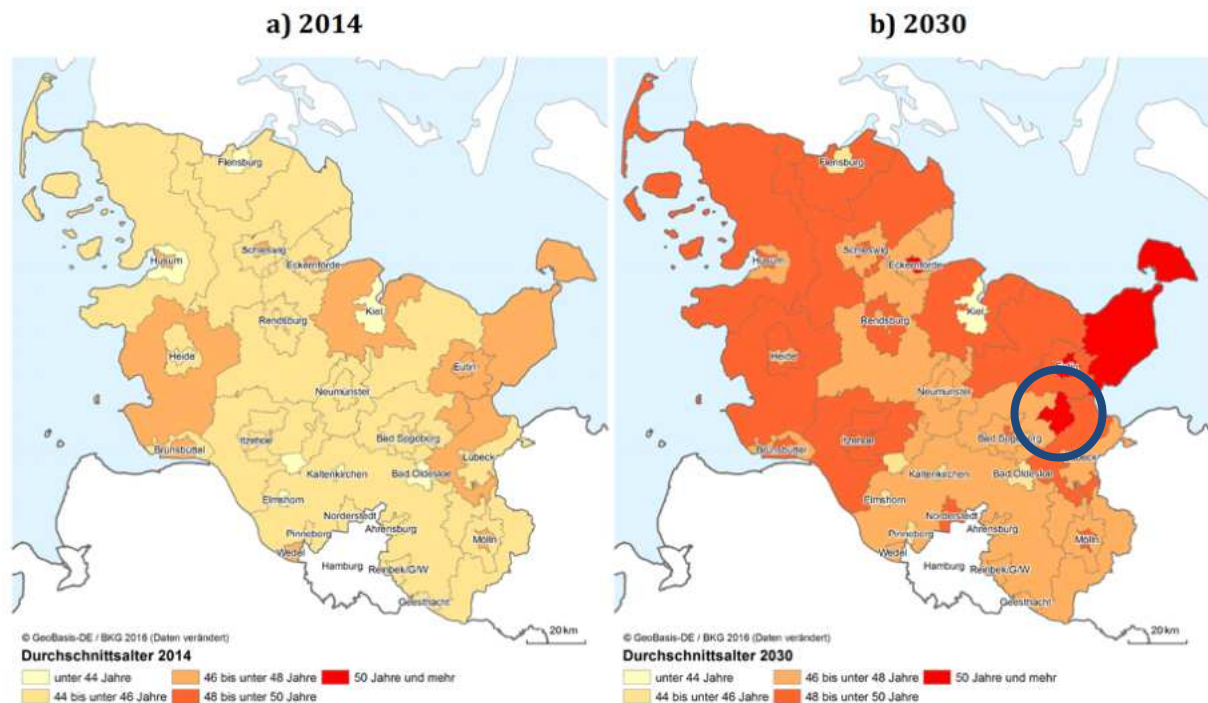 a) 2014
Flensburg
Husum
Schleswig
Eckernförde
Kiel
Rendsburg
Heide
Eutin
Neumünster
Brunsbüttel
Itzehoe
Bad Segeberg
Lübeck
Kaltenkirchen
Bad Oldesloe
Elmshorn
Norderstedt
Pinneberg
Ahrensburg
Mölln
Wedel
Hamburg
Reinbek/G/W
Geesthacht
© GeoBasis-DE / BKG 2016 (Daten verändert)
20 km
Durchschnittsalter 2014
unter 44 Jahre
46 bis unter 48 Jahre
50 Jahre und mehr
44 bis unter 46 Jahre
48 bis unter 50 Jahre
b) 2030
Flensburg
Husum
Schleswig
Eckernförde
Kiel
Rendsburg
Heide
Eutin
Neumünster
Brunsbüttel
Itzehoe
Bad Segeberg
Lübeck
Kaltenkirchen
Bad Oldesloe
Elmshorn
Norderstedt
Pinneberg
Ahrensburg
Mölln
Wedel
Hamburg
Reinbek/G/W
Geesthacht
© GeoBasis-DE / BKG 2016 (Daten verändert)
20 km
Durchschnittsalter 2030
unter 44 Jahre
46 bis unter 48 Jahre
50 Jahre und mehr
44 bis unter 46 Jahre
48 bis unter 50 Jahre